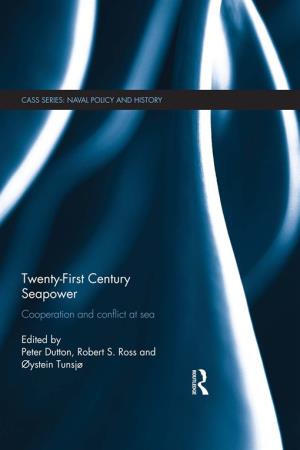 CASS SERIES: NAVAL POLICY AND HISTORY
Twenty-First Century
Seapower
Cooperation and conflict at sea
Edited by
Peter Dutton, Robert S. Ross and
Øystein Tunsjø
ROUTLEDGE